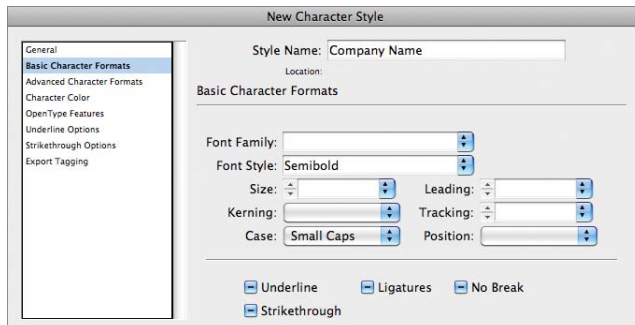 New Character Style
General
Basic Character Formats
Advanced Character Formats
Character Color
OpenType Features
Underline Options
Strikethrough Options
Export Tagging
Style Name: Company Name
Location:
Basic Character Formats
Font Family:
Font Style: Semibold
Size: Leading:
Kerning: Tracking:
Case: Small Caps Position:
Underline Ligatures No Break
Strikethrough